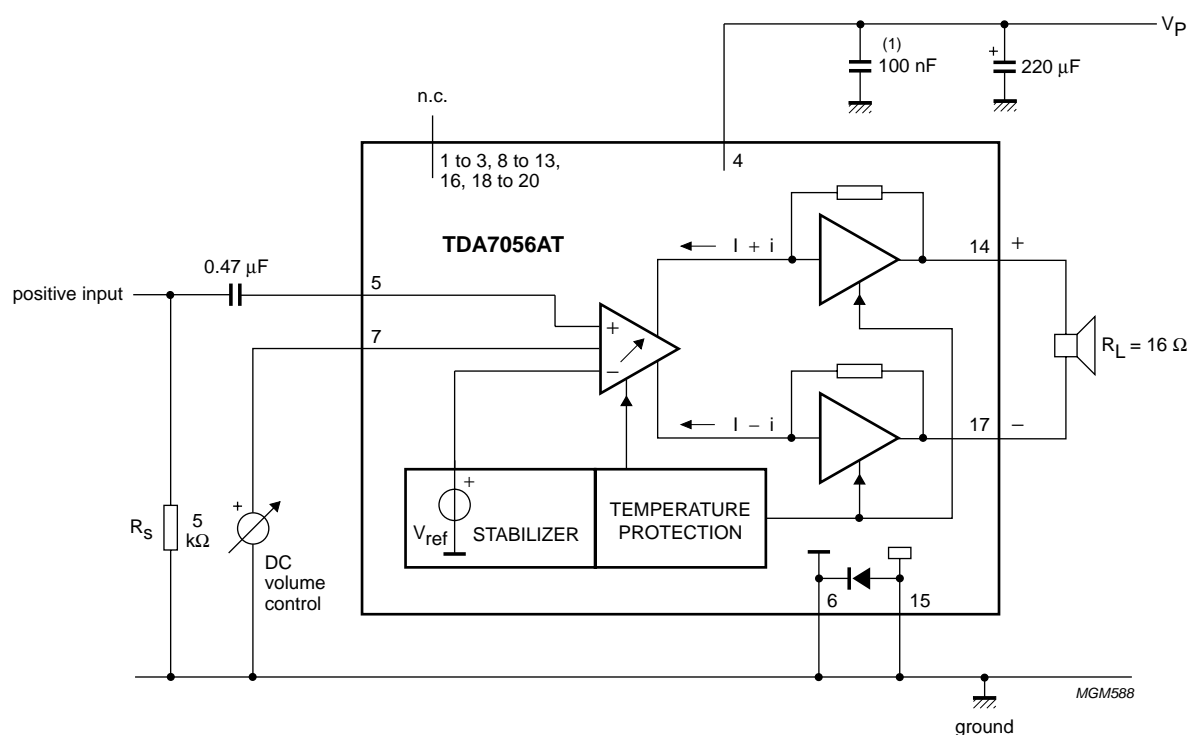 V_P
(1)
100 nF
+
220 μF
n.c.
1 to 3, 8 to 13,
16, 18 to 20
4
TDA7056AT
I + i
14 +
0.47 μF
positive input
5
7
+
−
R_L = 16 Ω
I − i
17 −
+
V_ref
STABILIZER
TEMPERATURE
PROTECTION
R_s
5
kΩ
+
DC
volume
control
6
15
MGM588
ground